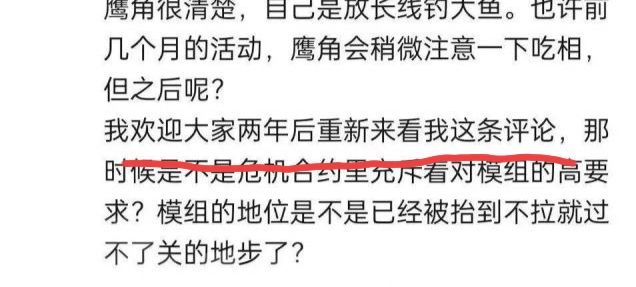 鹰角很清楚，自己是放长线钓大鱼。也许前
几个月的活动，鹰角会稍微注意一下吃相，
但之后呢？
我欢迎大家两年后重新来看我这条评论，那
时候是不是危机合约里充斥着对模组的高要
求？模组的地位是不是已经被抬到不拉就过
不了关的地步了？